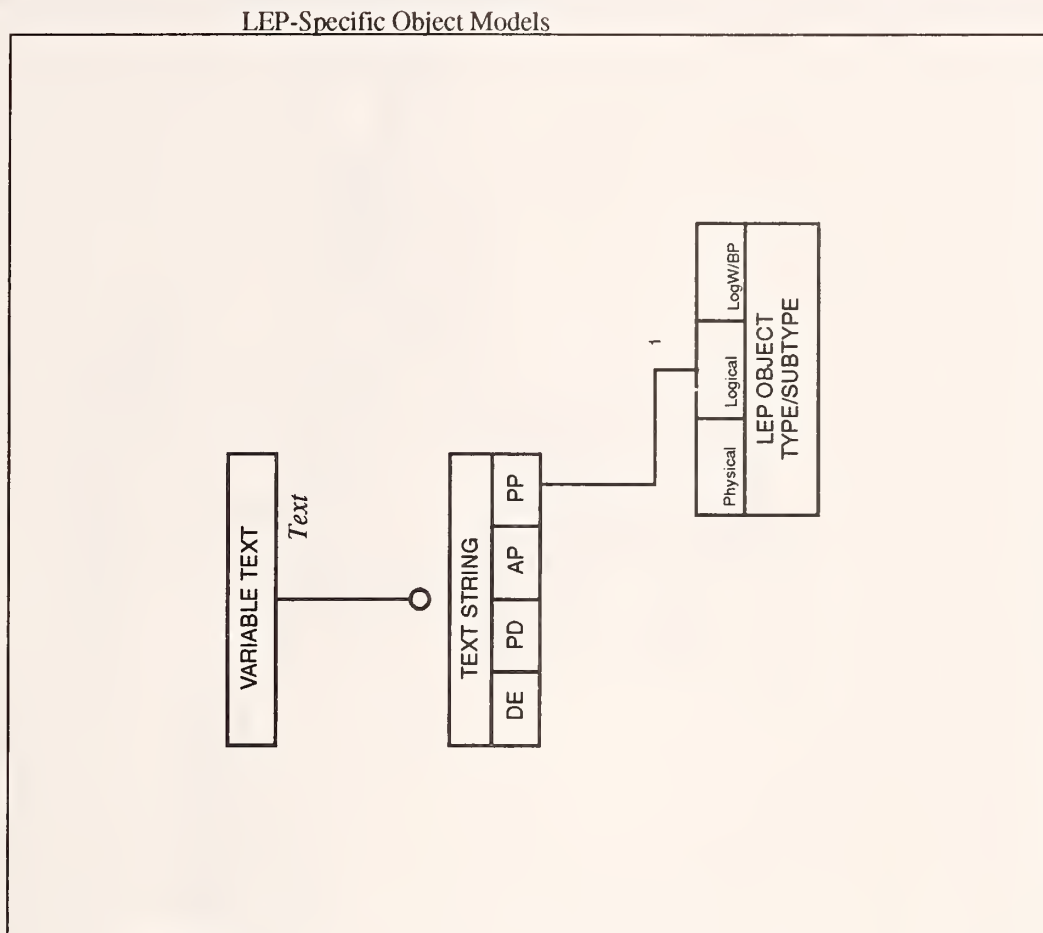 LEP-Specific Object Models
VARIABLE TEXT
Text
TEXT STRING
DE PD AP PP
1
Physical Logical LogW/BP
LEP OBJECT
TYPE/SUBTYPE